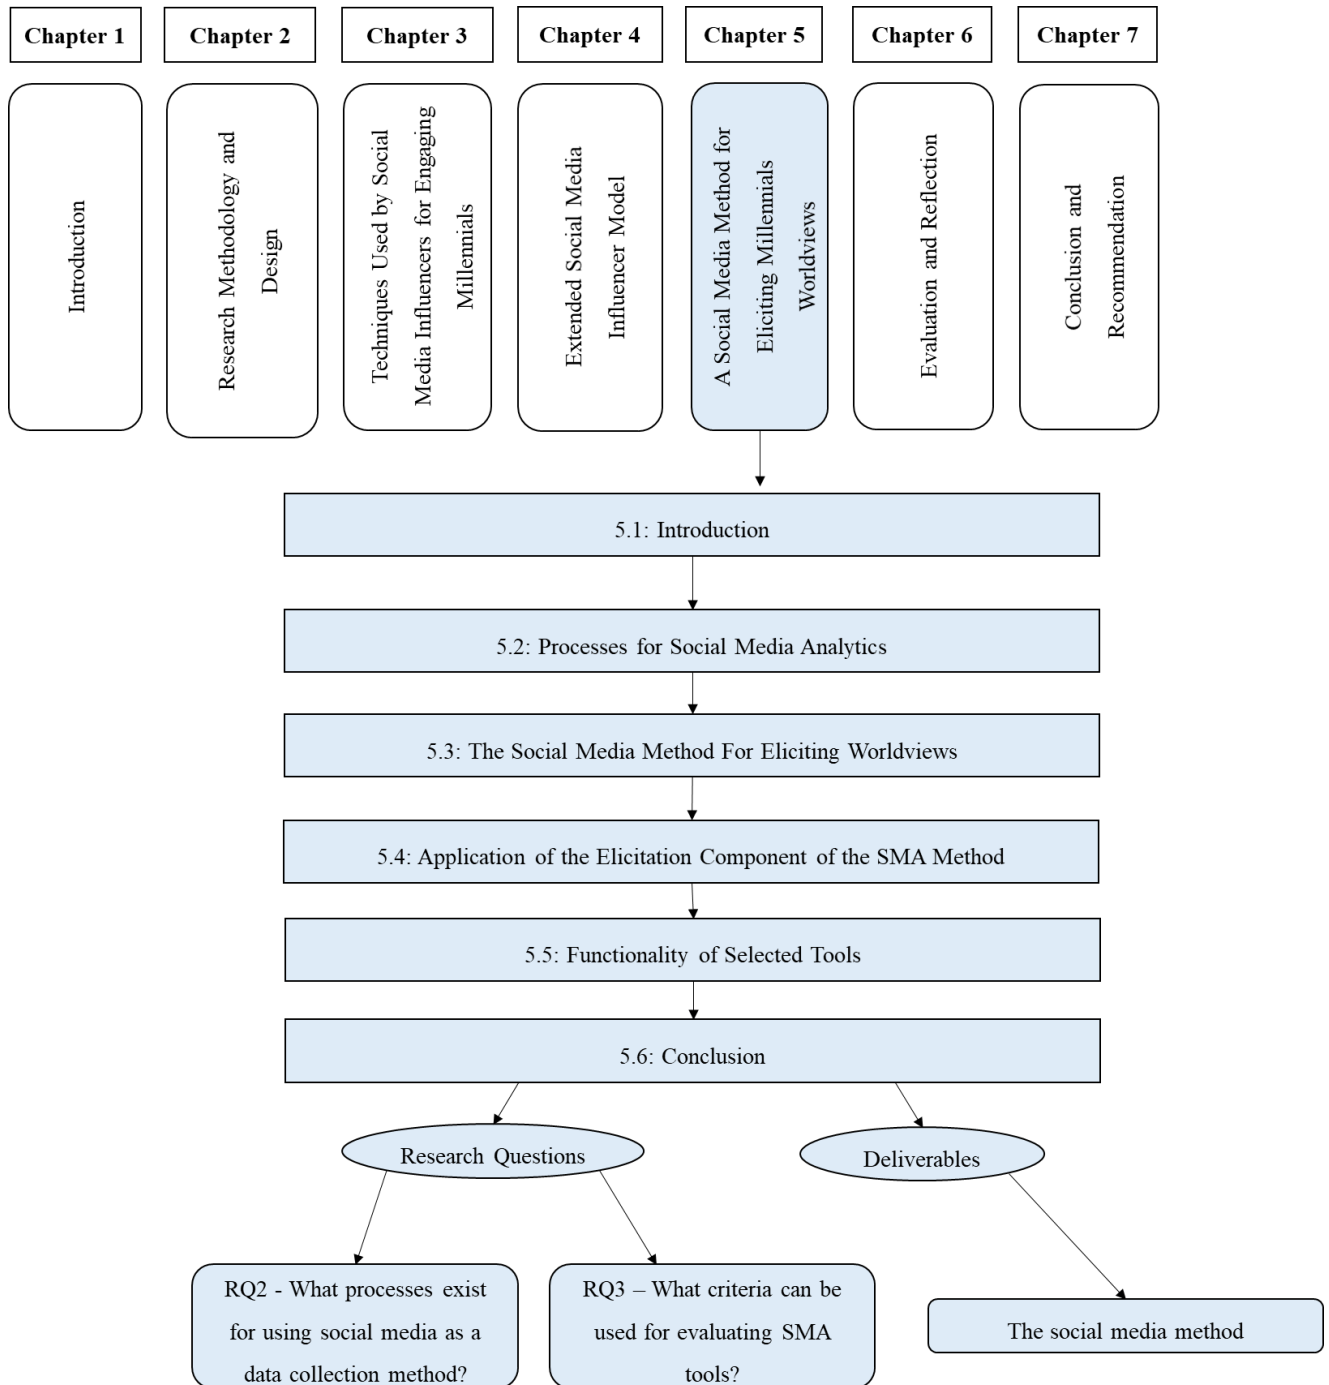 Chapter 1
Chapter 2
Chapter 3
Chapter 4
Chapter 5
Chapter 6
Chapter 7
Introduction
Research Methodology and
Design
Techniques Used by Social
Media Influencers for Engaging
Millennials
Extended Social Media
Influencer Model
A Social Media Method for
Eliciting Millennials
Worldviews
Evaluation and Reflection
Conclusion and
Recommendation
5.1: Introduction
5.2: Processes for Social Media Analytics
5.3: The Social Media Method For Eliciting Worldviews
5.4: Application of the Elicitation Component of the SMA Method
5.5: Functionality of Selected Tools
5.6: Conclusion
Research Questions
Deliverables
RQ2 - What processes exist
for using social media as a
data collection method?
RQ3 – What criteria can be
used for evaluating SMA
tools?
The social media method